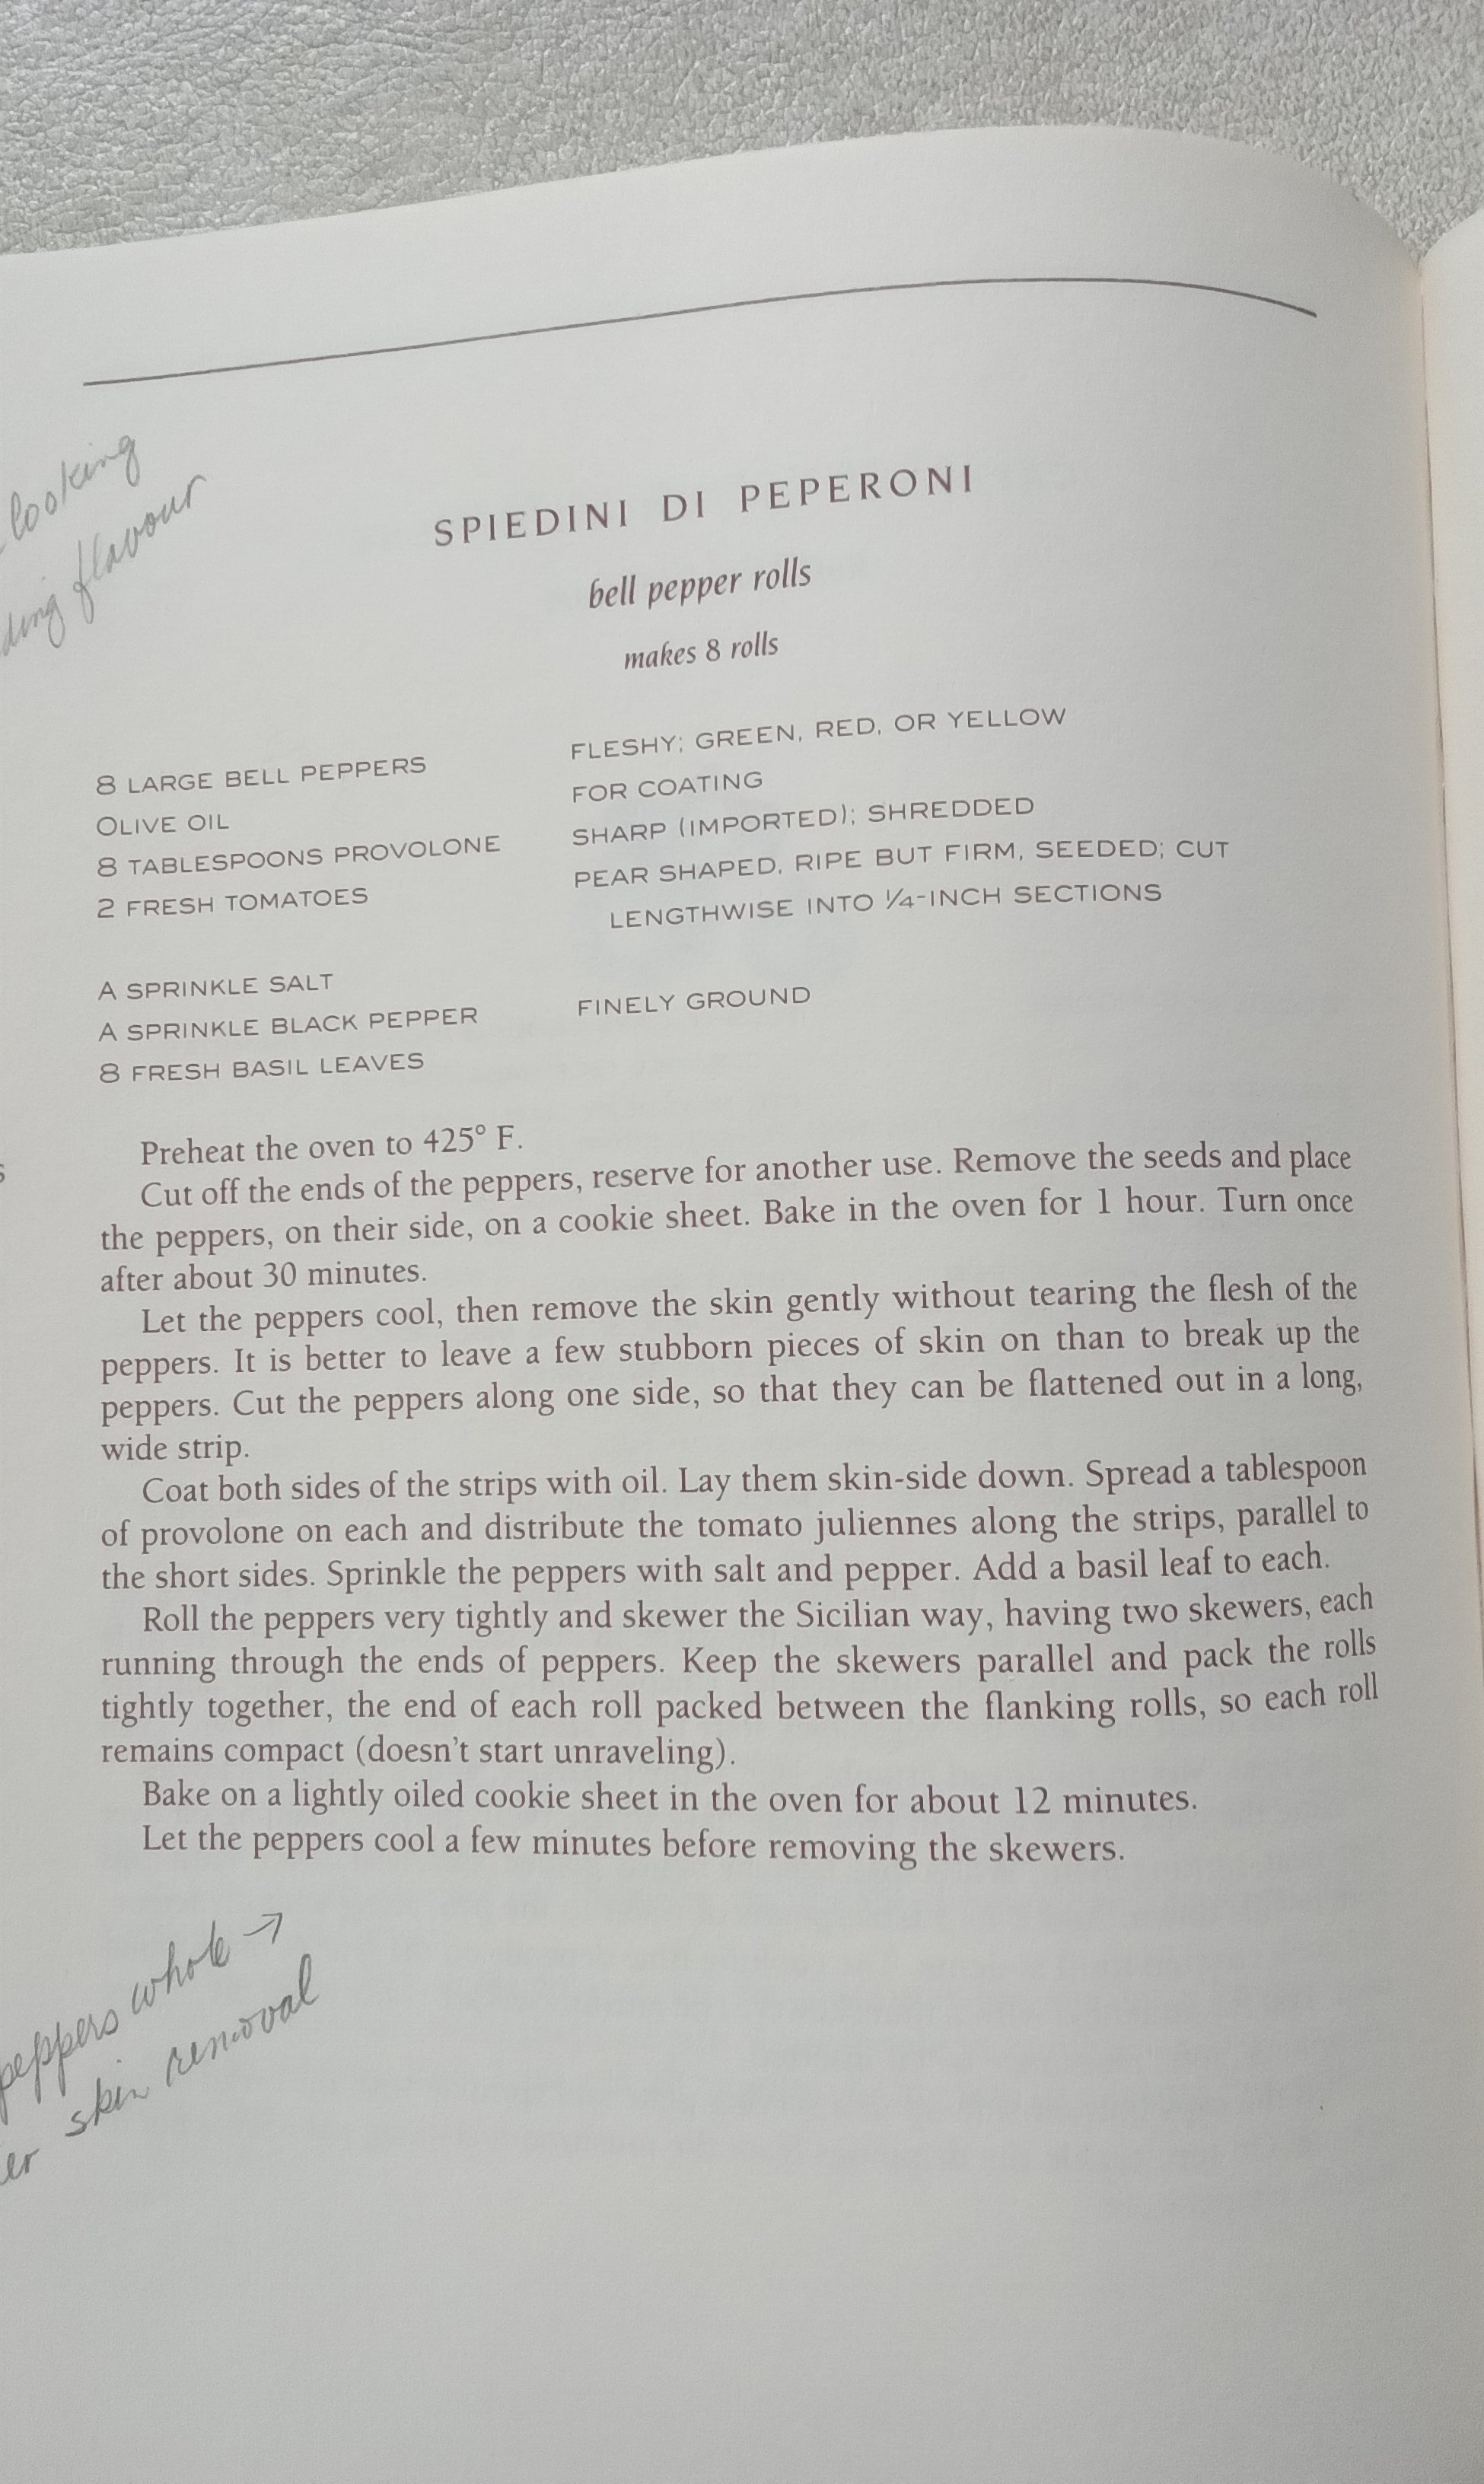 looking
flavour
SPIEDINI DI PEPERONI
bell pepper rolls
makes 8 rolls
8 LARGE BELL PEPPERS FLESHY; GREEN, RED, OR YELLOW
OLIVE OIL FOR COATING
8 TABLESPOONS PROVOLONE SHARP (IMPORTED); SHREDDED
2 FRESH TOMATOES PEAR SHAPED, RIPE BUT FIRM, SEEDED; CUT
LENGTHWISE INTO ¼-INCH SECTIONS
A SPRINKLE SALT
A SPRINKLE BLACK PEPPER FINELY GROUND
8 FRESH BASIL LEAVES
Preheat the oven to 425° F.
Cut off the ends of the peppers, reserve for another use. Remove the seeds and place
the peppers, on their side, on a cookie sheet. Bake in the oven for 1 hour. Turn once
after about 30 minutes.
Let the peppers cool, then remove the skin gently without tearing the flesh of the
peppers. It is better to leave a few stubborn pieces of skin on than to break up the
peppers. Cut the peppers along one side, so that they can be flattened out in a long,
wide strip.
Coat both sides of the strips with oil. Lay them skin-side down. Spread a tablespoon
of provolone on each and distribute the tomato juliennes along the strips, parallel to
the short sides. Sprinkle the peppers with salt and pepper. Add a basil leaf to each.
Roll the peppers very tightly and skewer the Sicilian way, having two skewers, each
running through the ends of peppers. Keep the skewers parallel and pack the rolls
tightly together, the end of each roll packed between the flanking rolls, so each roll
remains compact (doesn't start unraveling).
Bake on a lightly oiled cookie sheet in the oven for about 12 minutes.
Let the peppers cool a few minutes before removing the skewers.
peppers whole →
skin removal